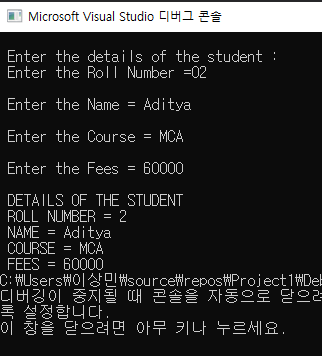 Microsoft Visual Studio 디버그 콘솔
Enter the details of the student :
Enter the Roll Number =02
Enter the Name = Aditya
Enter the Course = MCA
Enter the Fees = 60000
DETAILS OF THE STUDENT
ROLL NUMBER = 2
NAME = Aditya
COURSE = MCA
FEES = 60000
C:\Users\이상민\source\repos\Project1\Deb
디버깅이 중지될 때 콘솔을 자동으로 닫으려
록 설정합니다.
이 창을 닫으려면 아무 키나 누르세요.